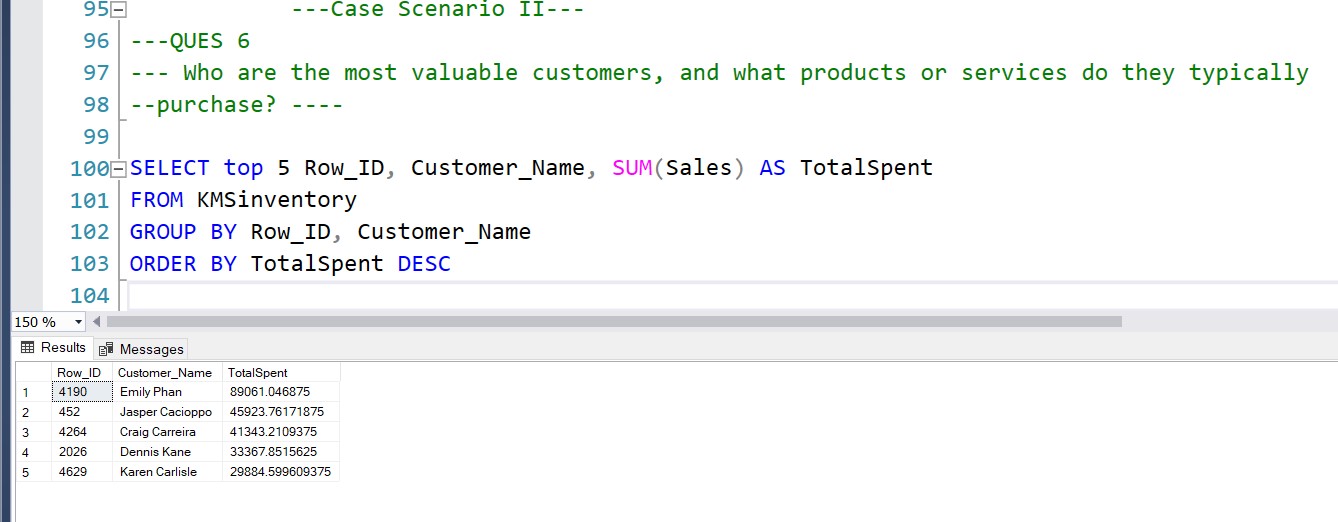 95 ---Case Scenario II---
96 ---QUES 6
97 --- Who are the most valuable customers, and what products or services do they typically
98 --purchase? ----
99
100 SELECT top 5 Row_ID, Customer_Name, SUM(Sales) AS TotalSpent
101 FROM KMSinventory
102 GROUP BY Row_ID, Customer_Name
103 ORDER BY TotalSpent DESC
104
150 %
Results Messages
Row_ID Customer_Name TotalSpent
1 4190 Emily Phan 89061.046875
2 452 Jasper Cacioppo 45923.76171875
3 4264 Craig Carreira 41343.2109375
4 2026 Dennis Kane 33367.8515625
5 4629 Karen Carlisle 29884.599609375